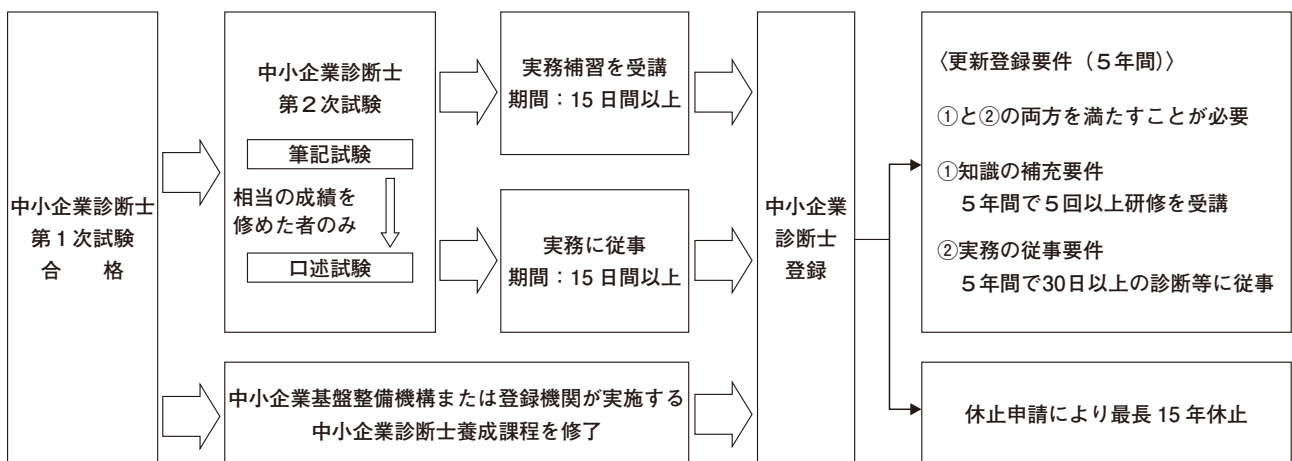 中小企業診断士
第1次試験
合　　格
中小企業診断士
第2次試験
筆記試験
相当の成績を
修めた者のみ
口述試験
実務補習を受講
期間：15日間以上
実務に従事
期間：15日間以上
中小企業基盤整備機構または登録機関が実施する
中小企業診断士養成課程を修了
中小企業
診断士
登録
〈更新登録要件（５年間）〉
①と②の両方を満たすことが必要
①知識の補充要件
５年間で５回以上研修を受講
②実務の従事要件
５年間で30日以上の診断等に従事
休止申請により最長 15 年休止